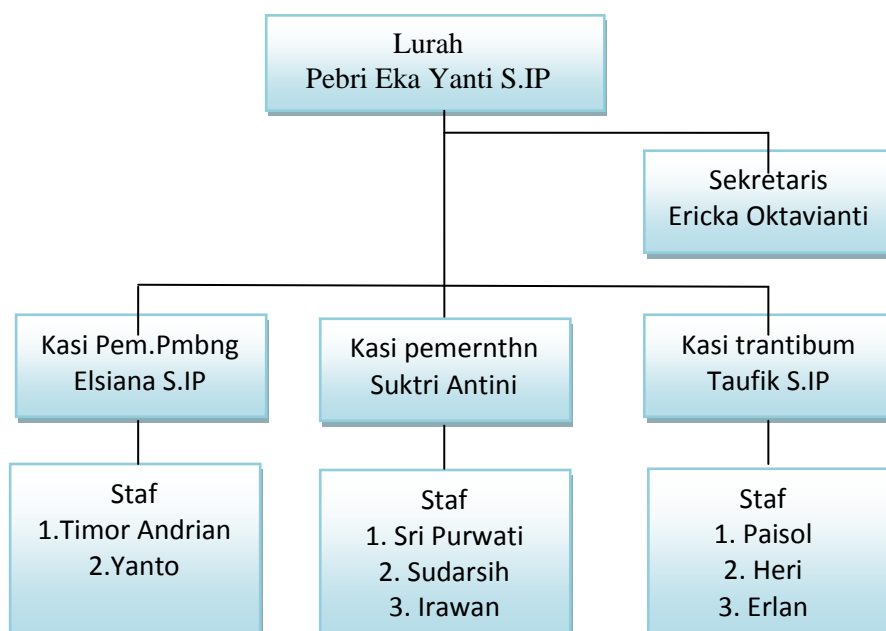 Lurah
Pebri Eka Yanti S.IP
Sekretaris
Ericka Oktavianti
Kasi Pem.Pmbng
Elsiana S.IP
Kasi pemernthn
Suktri Antini
Kasi trantibum
Taufik S.IP
Staf
1.Timor Andrian
2.Yanto
Staf
1. Sri Purwati
2. Sudarsih
3. Irawan
Staf
1. Paisol
2. Heri
3. Erlan